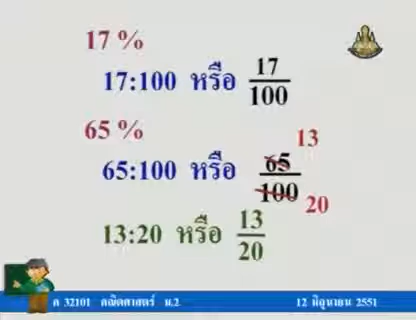 17 %
17:100 หรือ 17/100
65 %
13
65:100 หรือ 65/100
20
13:20 หรือ 13/20
ค 32101 คณิตศาสตร์ ม.2 12 มิถุนายน 2551